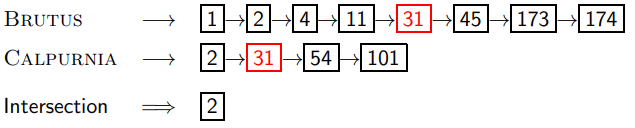 BRUTUS ⟶ 1 → 2 → 4 → 11 → 31 → 45 → 173 → 174
CALPURNIA ⟶ 2 → 31 → 54 → 101
Intersection ⟹ 2